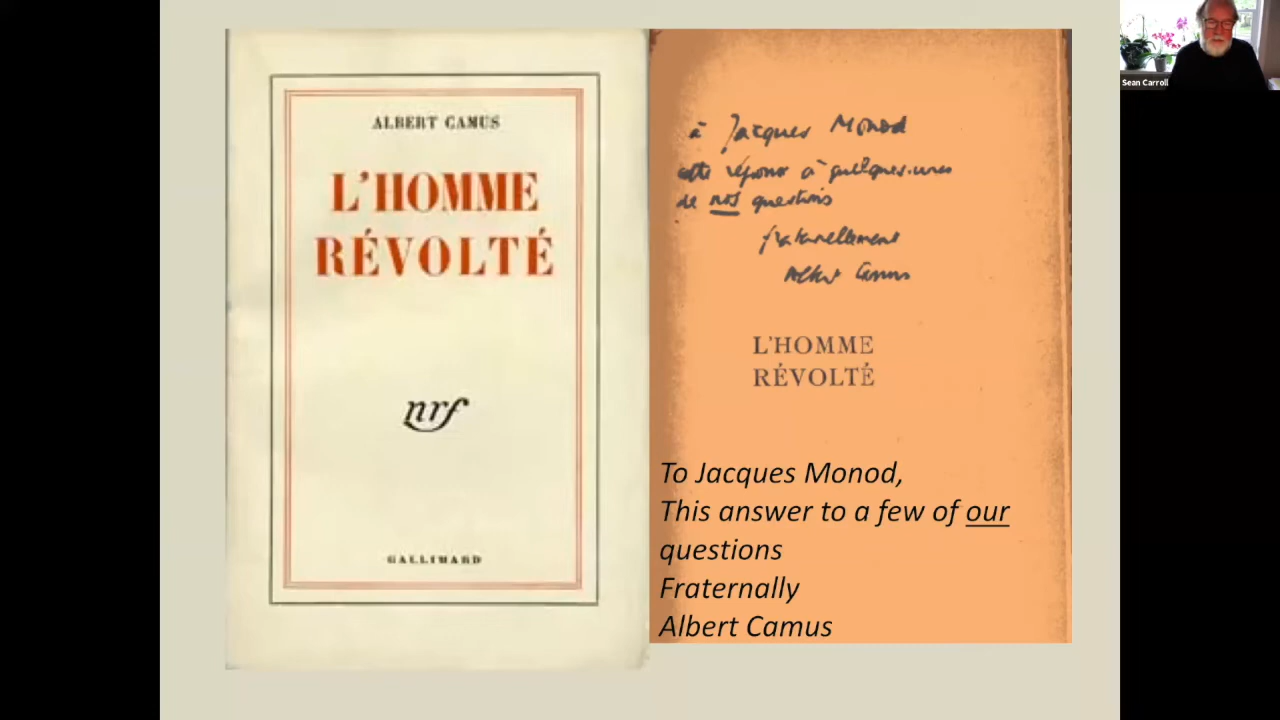 ALBERT CAMUS
L'HOMME
RÉVOLTÉ
nrf
GALLIMARD
à Jacques Monod
cette réponse à quelques-unes
de nos questions
fraternellement
Albert Camus
L'HOMME
RÉVOLTÉ
To Jacques Monod,
This answer to a few of our
questions
Fraternally
Albert Camus
Sean Carroll